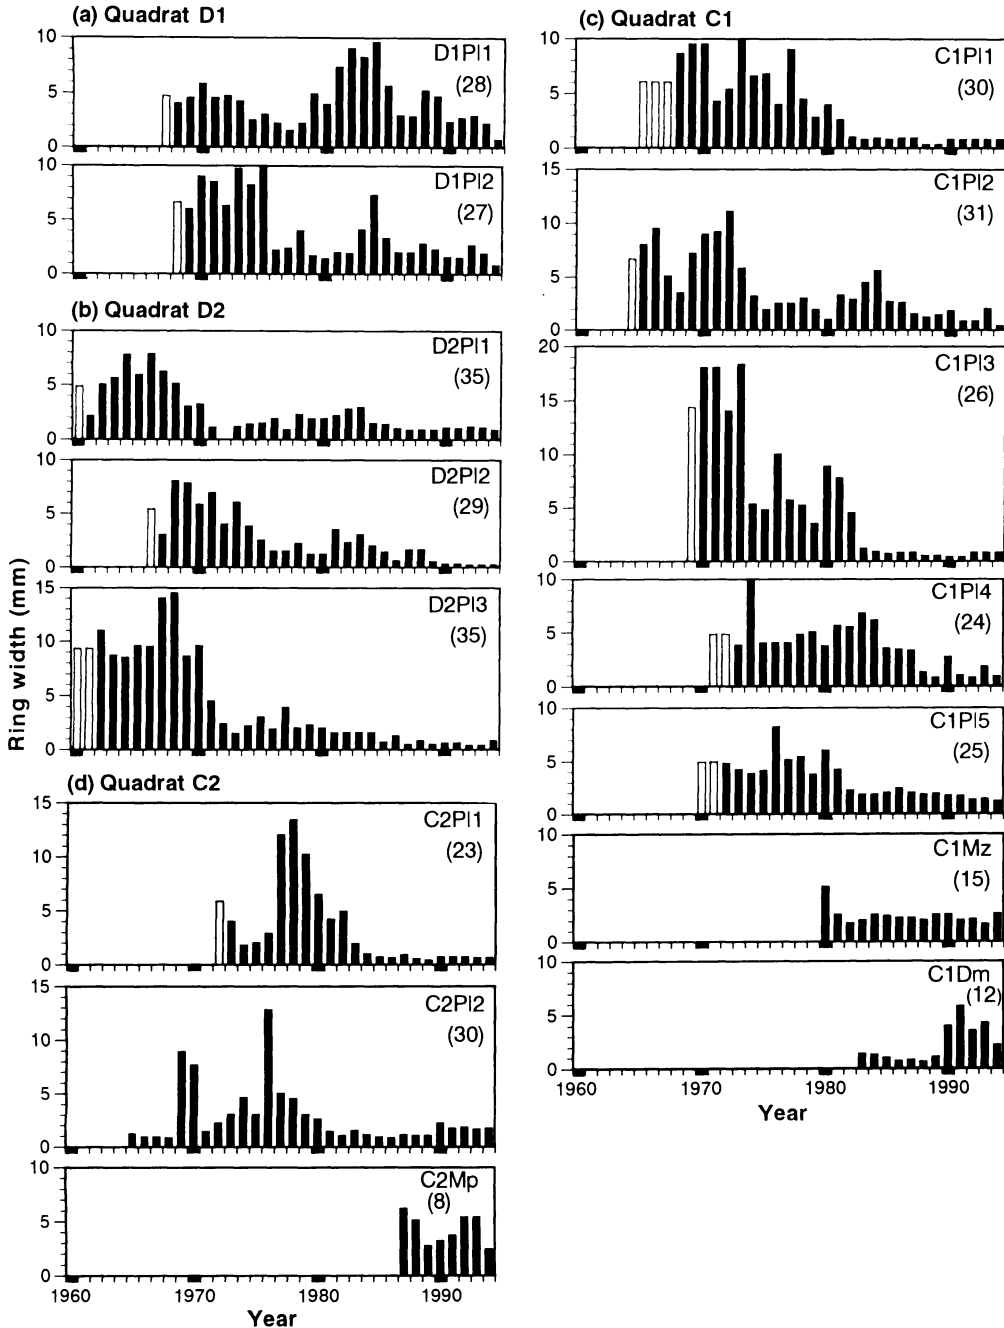 (a) Quadrat D1
10
5
0
D1Pl1
(28)
10
5
0
D1Pl2
(27)
(b) Quadrat D2
10
5
0
D2Pl1
(35)
10
5
0
D2Pl2
(29)
15
10
5
0
D2Pl3
(35)
Ring width (mm)
(d) Quadrat C2
15
10
5
0
C2Pl1
(23)
15
10
5
0
C2Pl2
(30)
10
5
0
C2Mp
(8)
1960 1970 1980 1990
Year
(c) Quadrat C1
10
5
0
C1Pl1
(30)
15
10
5
0
C1Pl2
(31)
20
15
10
5
0
C1Pl3
(26)
10
5
0
C1Pl4
(24)
10
5
0
C1Pl5
(25)
10
5
0
C1Mz
(15)
10
5
0
C1Dm
(12)
1960 1970 1980 1990
Year